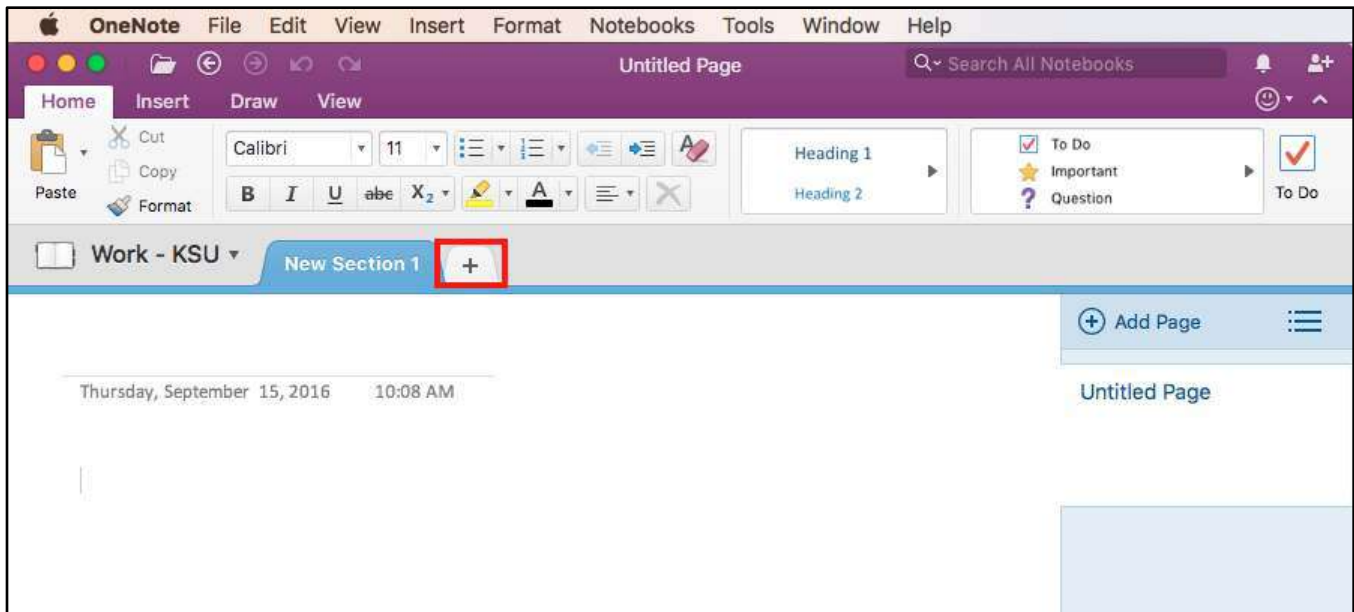 OneNote File Edit View Insert Format Notebooks Tools Window Help
Untitled Page
Search All Notebooks
Home Insert Draw View
Paste
Cut
Copy
Format
Calibri 11
B I U abc X2 A
Heading 1
Heading 2
To Do
Important
? Question
To Do
Work - KSU New Section 1 +
Add Page
Thursday, September 15, 2016 10:08 AM
Untitled Page